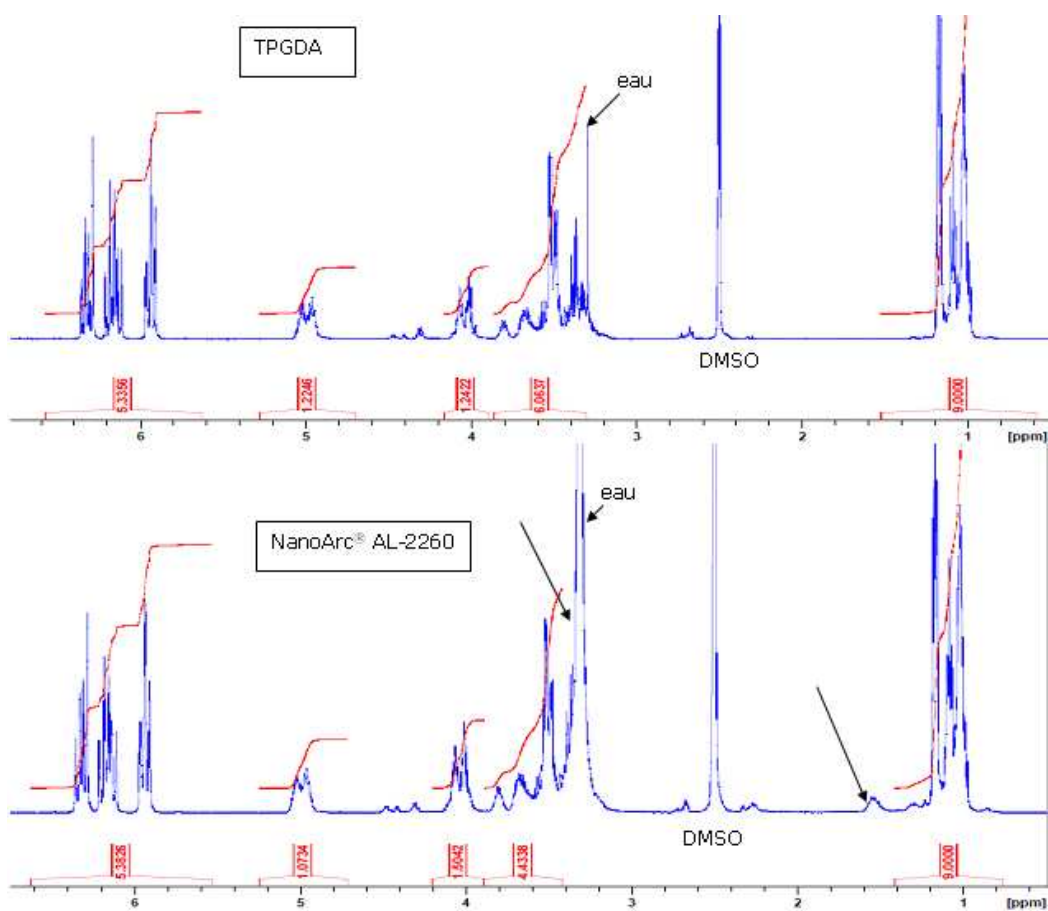 TPGDA
eau
DMSO
5.3356
1.2246
1.2422
6.0637
9.0000
6
5
4
3
2
1
[ppm]
eau
NanoArc® AL-2260
DMSO
5.3826
1.0734
1.5042
4.4338
9.0000
6
5
4
3
2
1
[ppm]